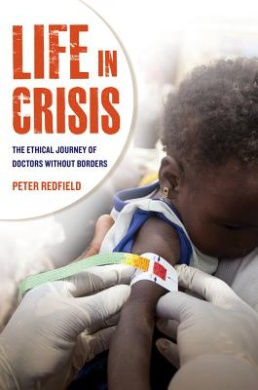 LIFE IN
CRISIS
THE ETHICAL JOURNEY OF
DOCTORS WITHOUT BORDERS
PETER REDFIELD